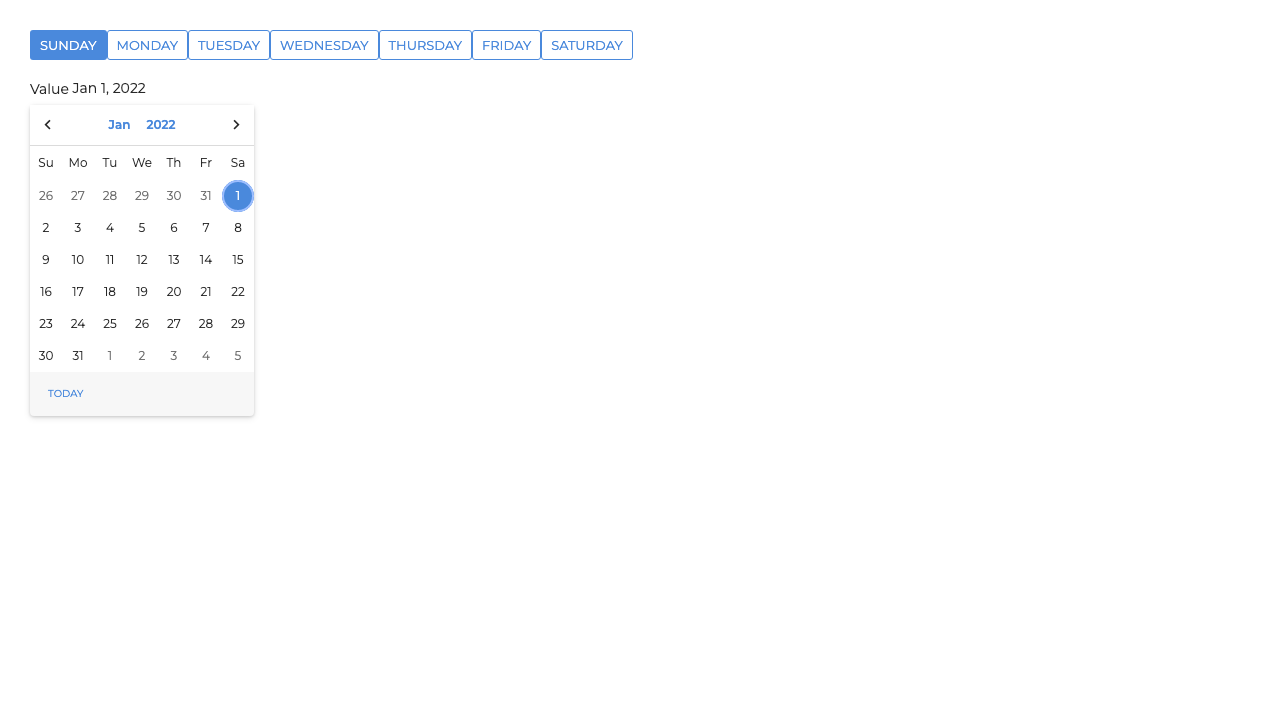 SUNDAY MONDAY TUESDAY WEDNESDAY THURSDAY FRIDAY SATURDAY
Value Jan 1, 2022
Jan 2022
Su Mo Tu We Th Fr Sa
26 27 28 29 30 31 1
2 3 4 5 6 7 8
9 10 11 12 13 14 15
16 17 18 19 20 21 22
23 24 25 26 27 28 29
30 31 1 2 3 4 5
TODAY